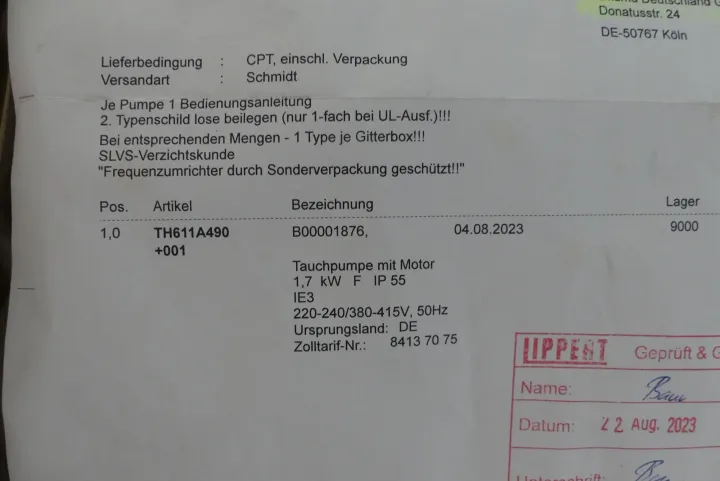 Deutschland G
Donatusstr. 24
DE-50767 Köln
Lieferbedingung : CPT, einschl. Verpackung
Versandart : Schmidt
Je Pumpe 1 Bedienungsanleitung
2. Typenschild lose beilegen (nur 1-fach bei UL-Ausf.)!!!
Bei entsprechenden Mengen - 1 Type je Gitterbox!!!
SLVS-Verzichtskunde
"Frequenzumrichter durch Sonderverpackung geschützt!!"
Pos. Artikel Bezeichnung Lager
1,0 TH611A490 B00001876, 04.08.2023 9000
+001
Tauchpumpe mit Motor
1,7 kW F IP 55
IE3
220-240/380-415V, 50Hz
Ursprungsland: DE
Zolltarif-Nr.: 8413 70 75
LIPPERT Geprüft & G
Name:
Datum: 22 Aug. 2023
Unterschrift: